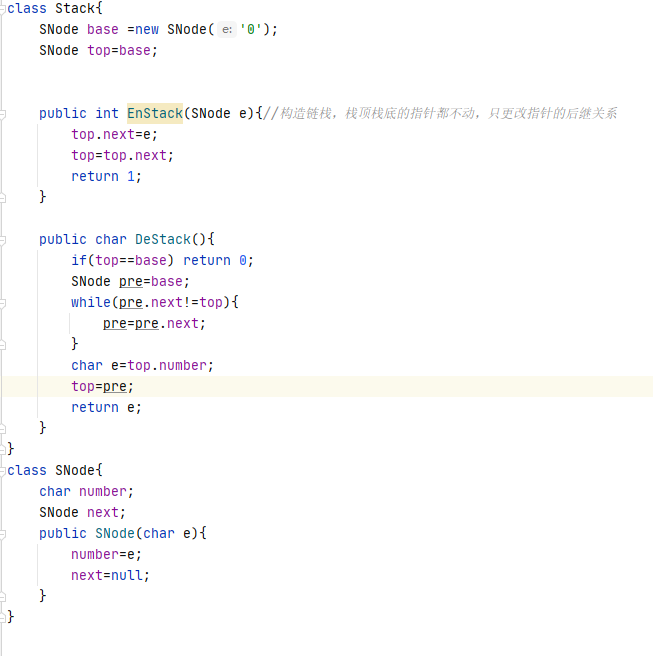 class Stack{
SNode base =new SNode( e: '0');
SNode top=base;
public int EnStack(SNode e){//构造链栈，栈顶栈底的指针都不动，只更改指针的后继关系
top.next=e;
top=top.next;
return 1;
}
public char DeStack(){
if(top==base) return 0;
SNode pre=base;
while(pre.next!=top){
pre=pre.next;
}
char e=top.number;
top=pre;
return e;
}
}
class SNode{
char number;
SNode next;
public SNode(char e){
number=e;
next=null;
}
}